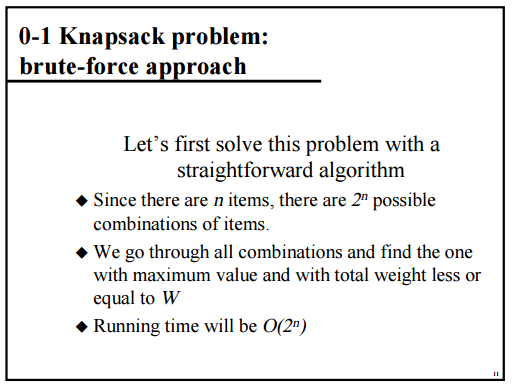 0-1 Knapsack problem:
brute-force approach
Let's first solve this problem with a
straightforward algorithm
◆ Since there are n items, there are 2ⁿ possible
combinations of items.
◆ We go through all combinations and find the one
with maximum value and with total weight less or
equal to W
◆ Running time will be O(2ⁿ)
11